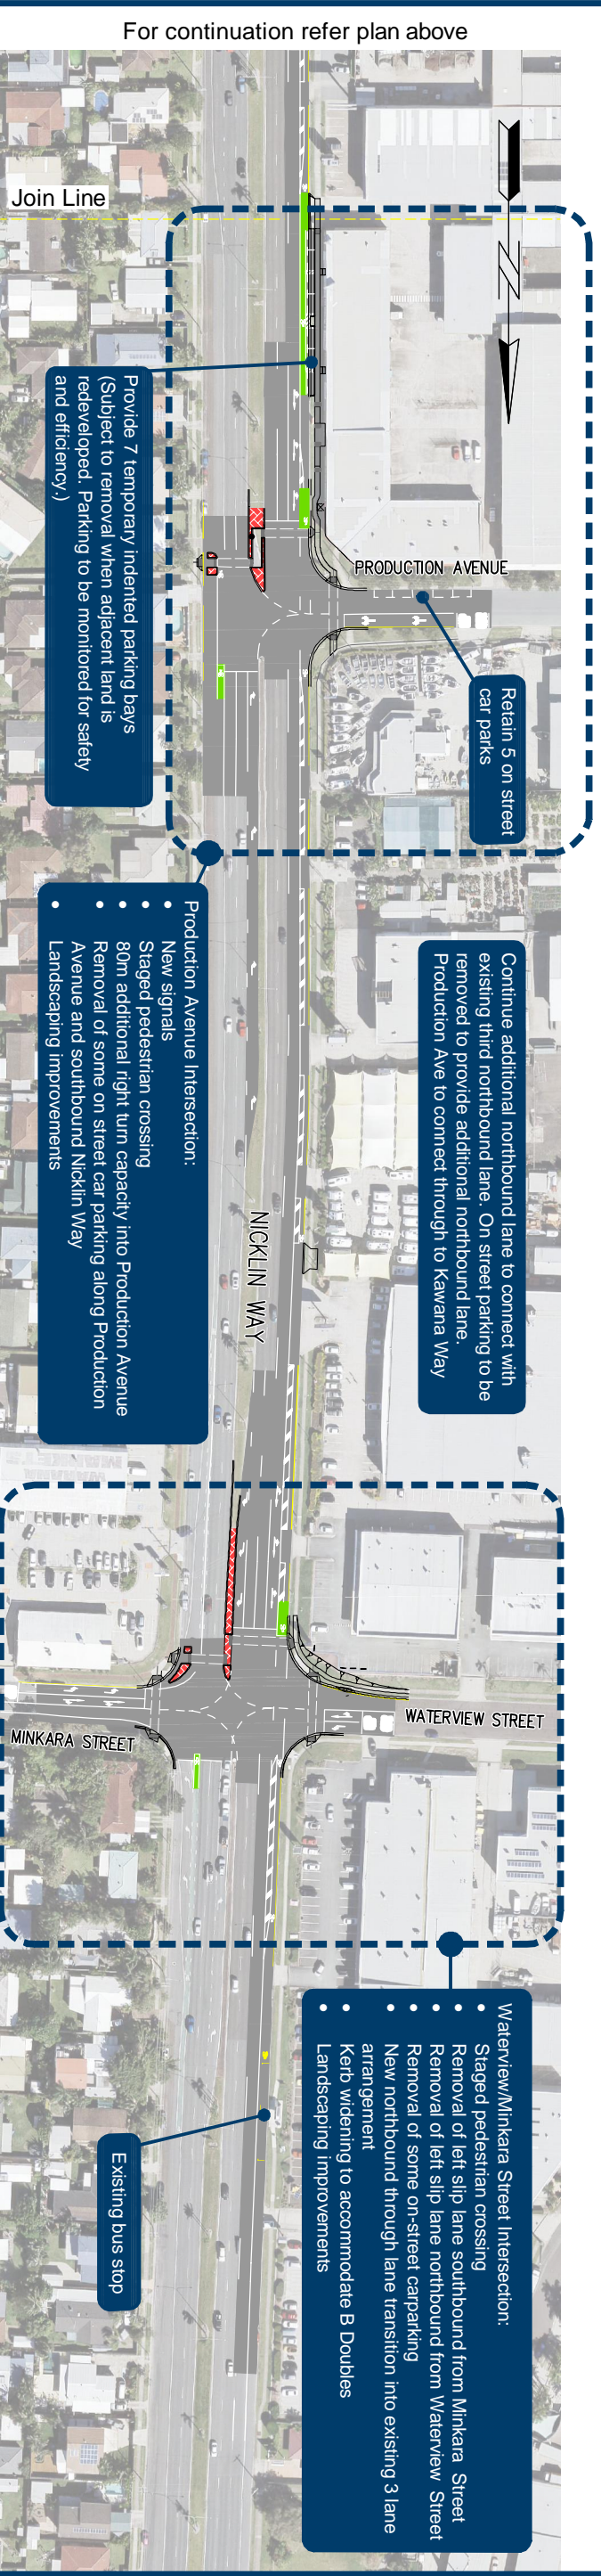 For continuation refer plan above
Join Line
N
Provide 7 temporary indented parking bays
(Subject to removal when adjacent land is
redeveloped. Parking to be monitored for safety
and efficiency.)
PRODUCTION AVENUE
Retain 5 on street
car parks
Production Avenue Intersection:
• New signals
• Staged pedestrian crossing
• 80m additional right turn capacity into Production Avenue
• Removal of some on street car parking along Production
Avenue and southbound Nicklin Way
• Landscaping improvements
Continue additional northbound lane to connect with
existing third northbound lane. On street parking to be
removed to provide additional northbound lane.
Production Ave to connect through to Kawana Way
NICKLIN WAY
WATERVIEW STREET
MINKARA STREET
Waterview/Minkara Street Intersection:
• Staged pedestrian crossing
• Removal of left slip lane southbound from Minkara Street
• Removal of left slip lane northbound from Waterview Street
• Removal of some on-street carparking
• New northbound through lane transition into existing 3 lane
arrangement
• Kerb widening to accommodate B Doubles
• Landscaping improvements
Existing bus stop